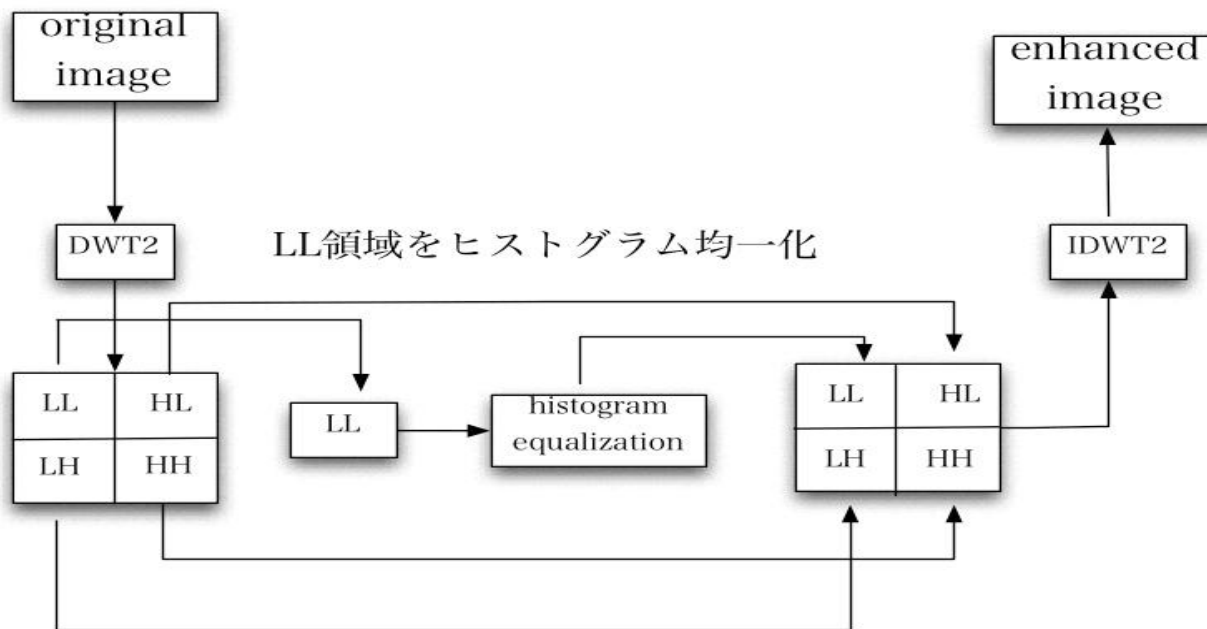 original
image
enhanced
image
DWT2
LL領域をヒストグラム均一化
IDWT2
LL
HL
LH
HH
LL
histogram
equalization
LL
HL
LH
HH